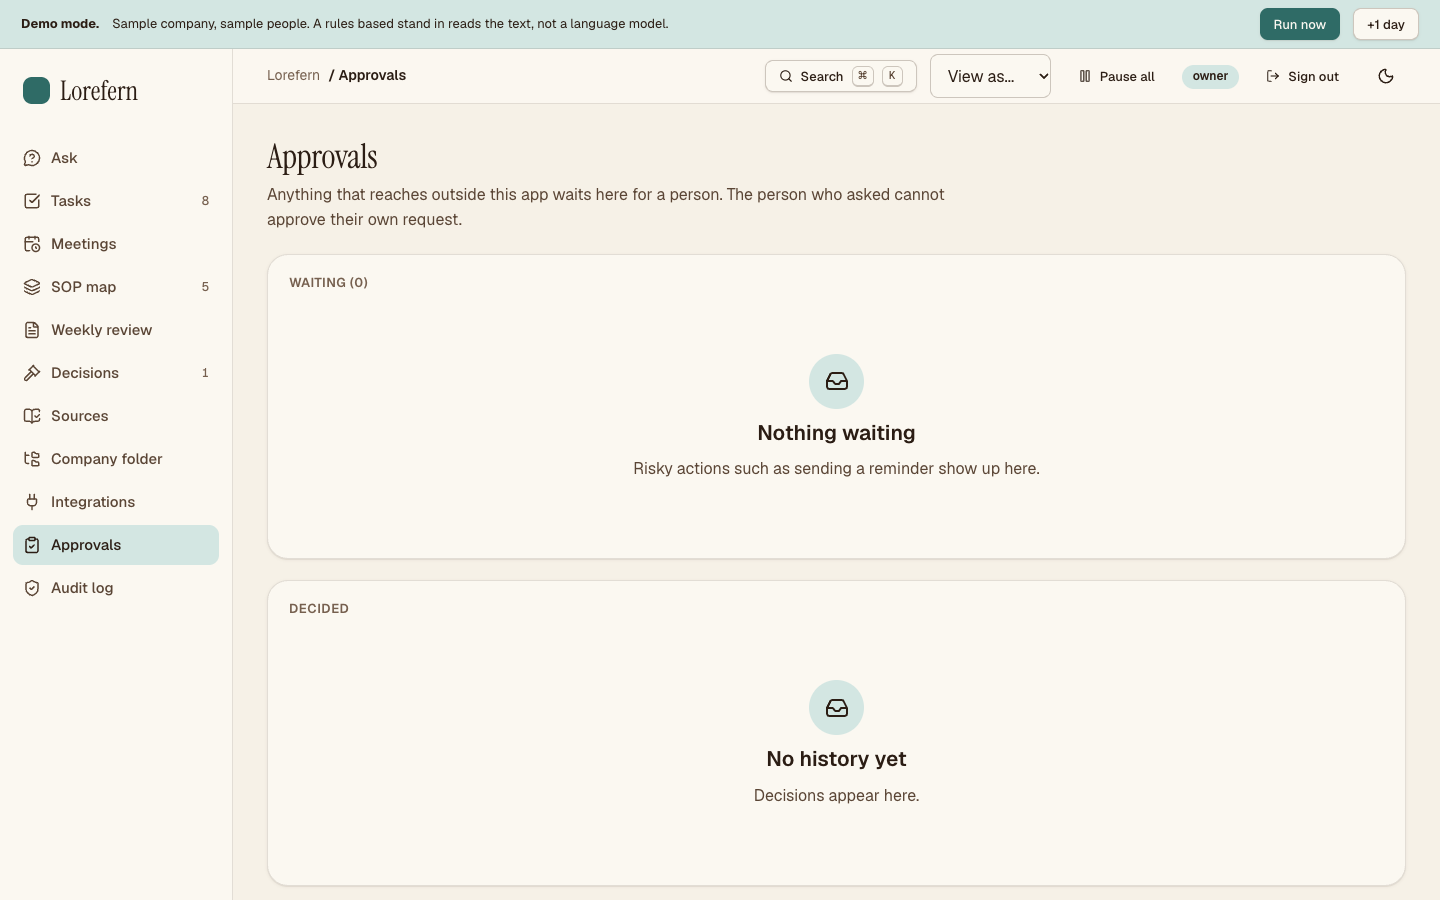 Demo mode. Sample company, sample people. A rules based stand in reads the text, not a language model.
Run now
+1 day
Lorefern
Lorefern / Approvals
Search ⌘ K
View as...
Pause all
owner
Sign out
Ask
Tasks 8
Meetings
SOP map 5
Weekly review
Decisions 1
Sources
Company folder
Integrations
Approvals
Audit log
Approvals
Anything that reaches outside this app waits here for a person. The person who asked cannot
approve their own request.
WAITING (0)
Nothing waiting
Risky actions such as sending a reminder show up here.
DECIDED
No history yet
Decisions appear here.